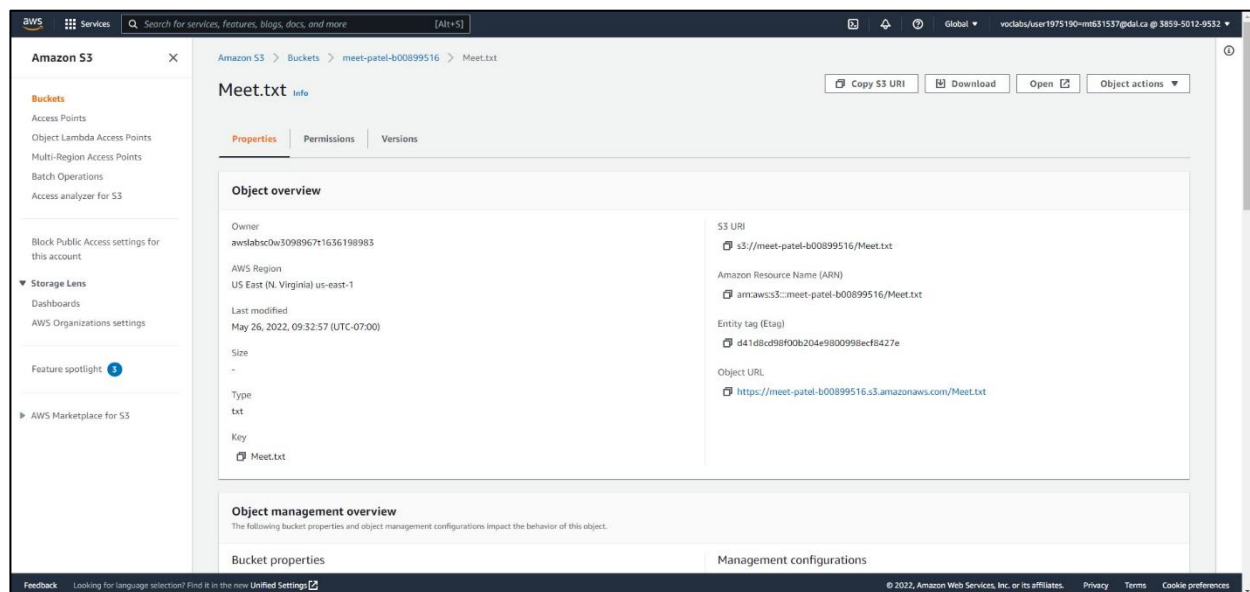 aws
Services
Search for services, features, blogs, docs, and more [Alt+S]
Global
voclabs/user1975190=mt631537@dal.ca @ 3859-5012-9532
Amazon S3
Buckets
Access Points
Object Lambda Access Points
Multi-Region Access Points
Batch Operations
Access analyzer for S3
Block Public Access settings for
this account
Storage Lens
Dashboards
AWS Organizations settings
Feature spotlight 3
AWS Marketplace for S3
Amazon S3 > Buckets > meet-patel-b00899516 > Meet.txt
Meet.txt Info
Copy S3 URI
Download
Open
Object actions
Properties
Permissions
Versions
Object overview
Owner
awslabsc0w3098967t1636198983
AWS Region
US East (N. Virginia) us-east-1
Last modified
May 26, 2022, 09:32:57 (UTC-07:00)
Size
-
Type
txt
Key
Meet.txt
S3 URI
s3://meet-patel-b00899516/Meet.txt
Amazon Resource Name (ARN)
arn:aws:s3:::meet-patel-b00899516/Meet.txt
Entity tag (Etag)
d41d8cd98f00b204e9800998ecf8427e
Object URL
https://meet-patel-b00899516.s3.amazonaws.com/Meet.txt
Object management overview
The following bucket properties and object management configurations impact the behavior of this object.
Bucket properties
Management configurations
Feedback
Looking for language selection? Find it in the new Unified Settings
© 2022, Amazon Web Services, Inc. or its affiliates.
Privacy
Terms
Cookie preferences